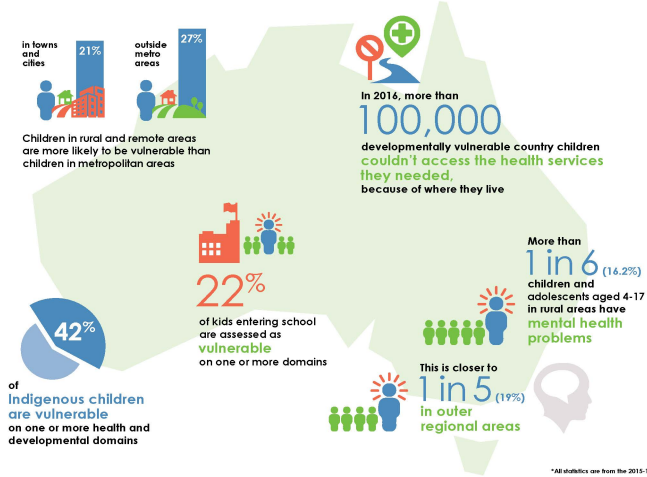 in towns
and
cities
21%
outside
metro
areas
27%
Children in rural and remote areas
are more likely to be vulnerable than
children in metropolitan areas
In 2016, more than
100,000
developmentally vulnerable country children
couldn't access the health services
they needed,
because of where they live
22%
of kids entering school
are assessed as
vulnerable
on one or more domains
More than
1 in 6 (16.2%)
children and
adolescents aged 4-17
in rural areas have
mental health
problems
42%
of
Indigenous children
are vulnerable
on one or more health and
developmental domains
This is closer to
1 in 5 (19%)
in outer
regional areas
*All statistics are from the 2015-1